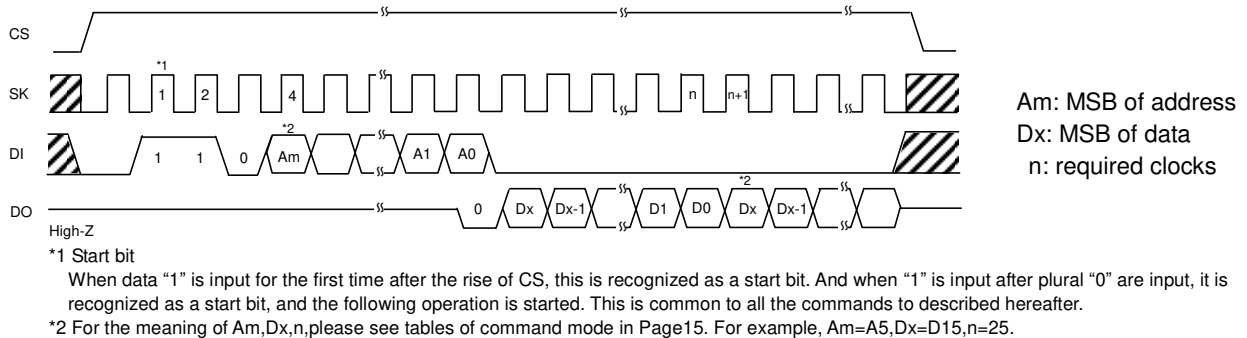 CS
*1
SK 1 2 4 n n+1
*2
DI 1 1 0 Am A1 A0
*2
DO 0 Dx Dx-1 D1 D0 Dx Dx-1
High-Z
Am: MSB of address
Dx: MSB of data
n: required clocks
*1 Start bit
When data “1” is input for the first time after the rise of CS, this is recognized as a start bit. And when “1” is input after plural “0” are input, it is
recognized as a start bit, and the following operation is started. This is common to all the commands to described hereafter.
*2 For the meaning of Am,Dx,n,please see tables of command mode in Page15. For example, Am=A5,Dx=D15,n=25.